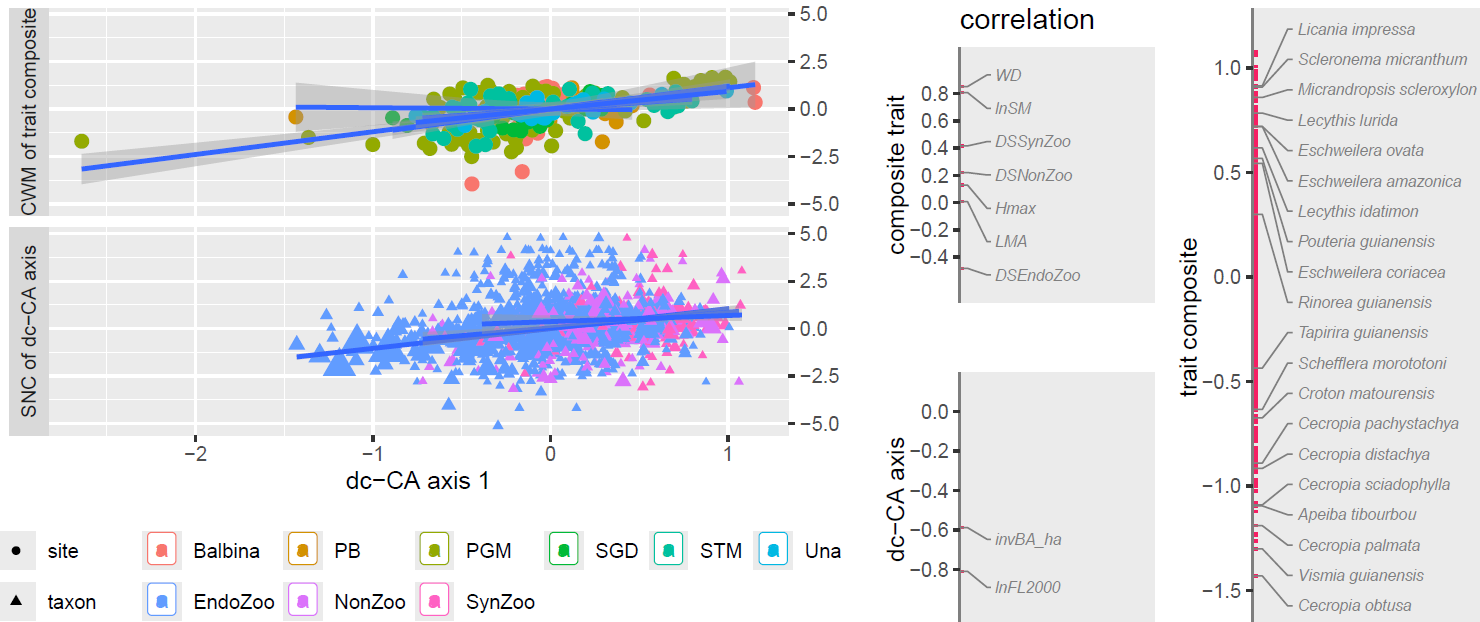 CWM of trait composite
5.0
2.5
0.0
−2.5
−5.0
SNC of dc−CA axis
5.0
2.5
0.0
−2.5
−5.0
−2
−1
0
1
dc−CA axis 1
site
Balbina
PB
PGM
SGD
STM
Una
taxon
EndoZoo
NonZoo
SynZoo
a
a
a
a
a
a
a
a
a
correlation
composite trait
0.8
0.6
0.4
0.2
0.0
−0.2
−0.4
WD
lnSM
DSSynZoo
DSNonZoo
Hmax
LMA
DSEndoZoo
dc−CA axis
0.0
−0.2
−0.4
−0.6
−0.8
invBA_ha
lnFL2000
trait composite
1.0
0.5
0.0
−0.5
−1.0
−1.5
Licania impressa
Scleronema micranthum
Micrandropsis scleroxylon
Lecythis lurida
Eschweilera ovata
Eschweilera amazonica
Lecythis idatimon
Pouteria guianensis
Eschweilera coriacea
Rinorea guianensis
Tapirira guianensis
Schefflera morototoni
Croton matourensis
Cecropia pachystachya
Cecropia distachya
Cecropia sciadophylla
Apeiba tibourbou
Cecropia palmata
Vismia guianensis
Cecropia obtusa